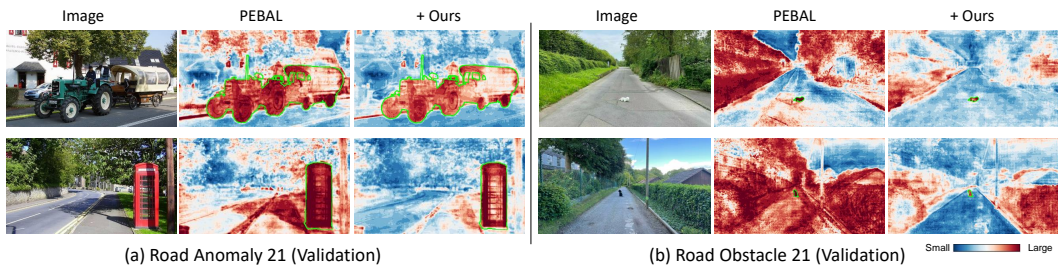 Image PEBAL + Ours Image PEBAL + Ours
(a) Road Anomaly 21 (Validation) (b) Road Obstacle 21 (Validation)
Small Large